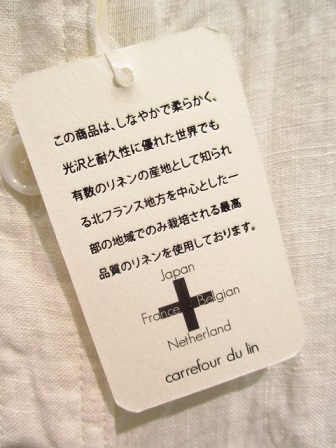 この商品は、しなやかで柔らかく、
光沢と耐久性に優れた世界でも
有数のリネンの産地として知られ
る北フランス地方を中心とした一
部の地域でのみ栽培される最高
品質のリネンを使用しております。
Japan
France Belgian
Netherland
carrefour du lin